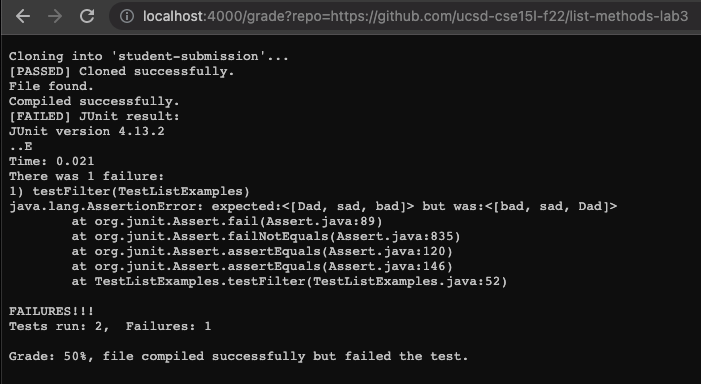 localhost:4000/grade?repo=https://github.com/ucsd-cse15l-f22/list-methods-lab3
Cloning into 'student-submission'...
[PASSED] Cloned successfully.
File found.
Compiled successfully.
[FAILED] JUnit result:
JUnit version 4.13.2
..E
Time: 0.021
There was 1 failure:
1) testFilter(TestListExamples)
java.lang.AssertionError: expected:<[Dad, sad, bad]> but was:<[bad, sad, Dad]>
at org.junit.Assert.fail(Assert.java:89)
at org.junit.Assert.failNotEquals(Assert.java:835)
at org.junit.Assert.assertEquals(Assert.java:120)
at org.junit.Assert.assertEquals(Assert.java:146)
at TestListExamples.testFilter(TestListExamples.java:52)
FAILURES!!!
Tests run: 2,  Failures: 1
Grade: 50%, file compiled successfully but failed the test.